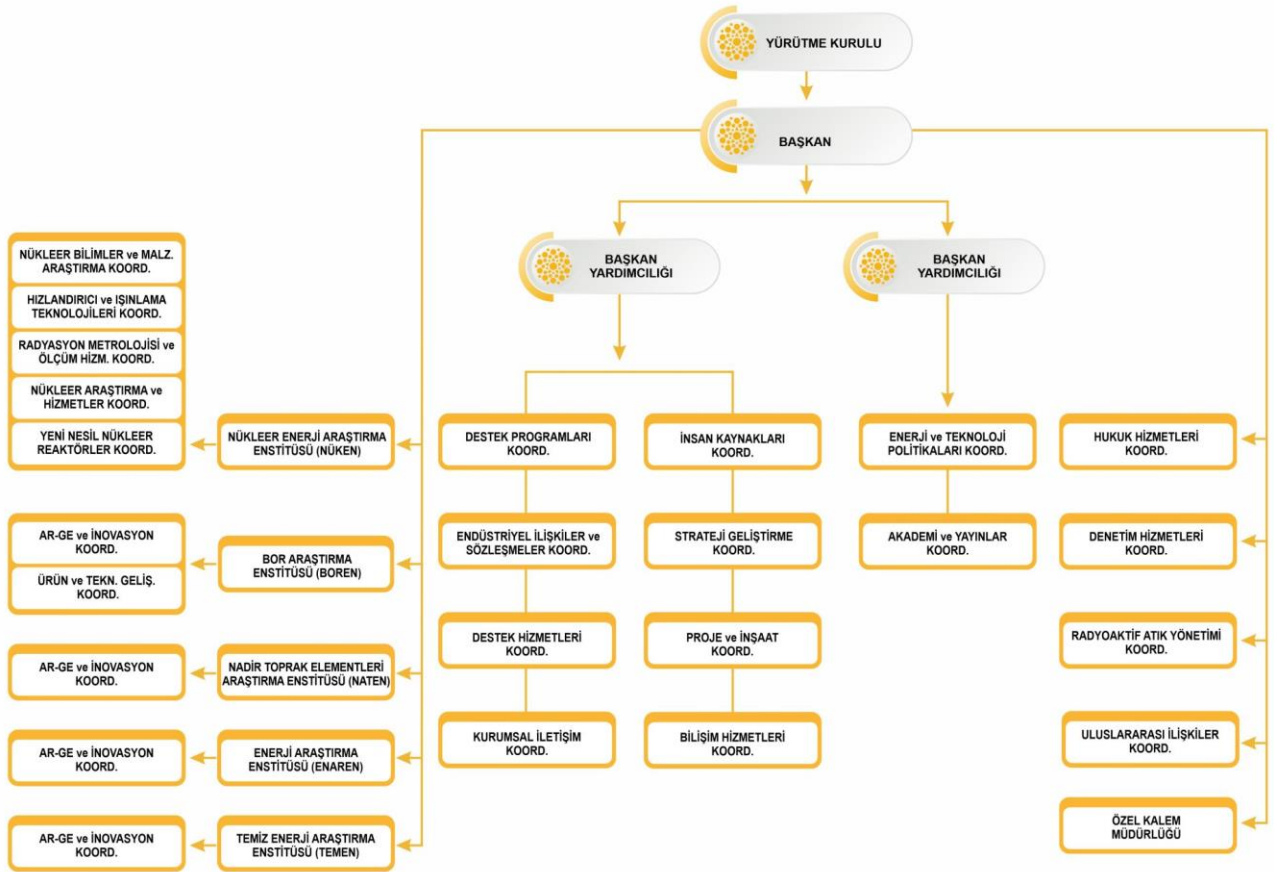 YÜRÜTME KURULU
BAŞKAN
BAŞKAN
YARDIMCILIĞI
BAŞKAN
YARDIMCILIĞI
NÜKLEER BİLİMLER ve MALZ.
ARAŞTIRMA KOORD.
HIZLANDIRICI ve IŞINLAMA
TEKNOLOJİLERİ KOORD.
RADYASYON METROLOJİSİ ve
ÖLÇÜM HİZM. KOORD.
NÜKLEER ARAŞTIRMA ve
HİZMETLER KOORD.
YENİ NESİL NÜKLEER
REAKTÖRLER KOORD.
NÜKLEER ENERJİ ARAŞTIRMA
ENSTİTÜSÜ (NÜKEN)
DESTEK PROGRAMLARI
KOORD.
İNSAN KAYNAKLARI
KOORD.
ENERJİ ve TEKNOLOJİ
POLİTİKALARI KOORD.
HUKUK HİZMETLERİ
KOORD.
AR-GE ve İNOVASYON
KOORD.
ÜRÜN ve TEKN. GELİŞ.
KOORD.
BOR ARAŞTIRMA
ENSTİTÜSÜ (BOREN)
ENDÜSTRİYEL İLİŞKİLER ve
SÖZLEŞMELER KOORD.
STRATEJİ GELİŞTİRME
KOORD.
AKADEMİ ve YAYINLAR
KOORD.
DENETİM HİZMETLERİ
KOORD.
AR-GE ve İNOVASYON
KOORD.
NADİR TOPRAK ELEMENTLERİ
ARAŞTIRMA ENSTİTÜSÜ (NATEN)
DESTEK HİZMETLERİ
KOORD.
PROJE ve İNŞAAT
KOORD.
RADYOAKTİF ATIK YÖNETİMİ
KOORD.
AR-GE ve İNOVASYON
KOORD.
ENERJİ ARAŞTIRMA
ENSTİTÜSÜ (ENAREN)
KURUMSAL İLETİŞİM
KOORD.
BİLİŞİM HİZMETLERİ
KOORD.
ULUSLARARASI İLİŞKİLER
KOORD.
AR-GE ve İNOVASYON
KOORD.
TEMİZ ENERJİ ARAŞTIRMA
ENSTİTÜSÜ (TEMEN)
ÖZEL KALEM
MÜDÜRLÜĞÜ